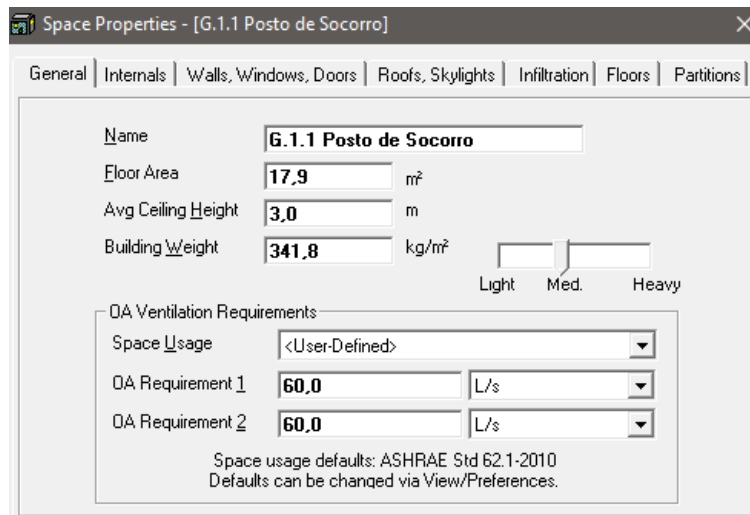 Space Properties - [G.1.1 Posto de Socorro]
General Internals Walls, Windows, Doors Roofs, Skylights Infiltration Floors Partitions
Name G.1.1 Posto de Socorro
Floor Area 17,9 m²
Avg Ceiling Height 3,0 m
Building Weight 341,8 kg/m²
Light Med. Heavy
OA Ventilation Requirements
Space Usage <User-Defined>
OA Requirement 1 60,0 L/s
OA Requirement 2 60,0 L/s
Space usage defaults: ASHRAE Std 62.1-2010
Defaults can be changed via View/Preferences.